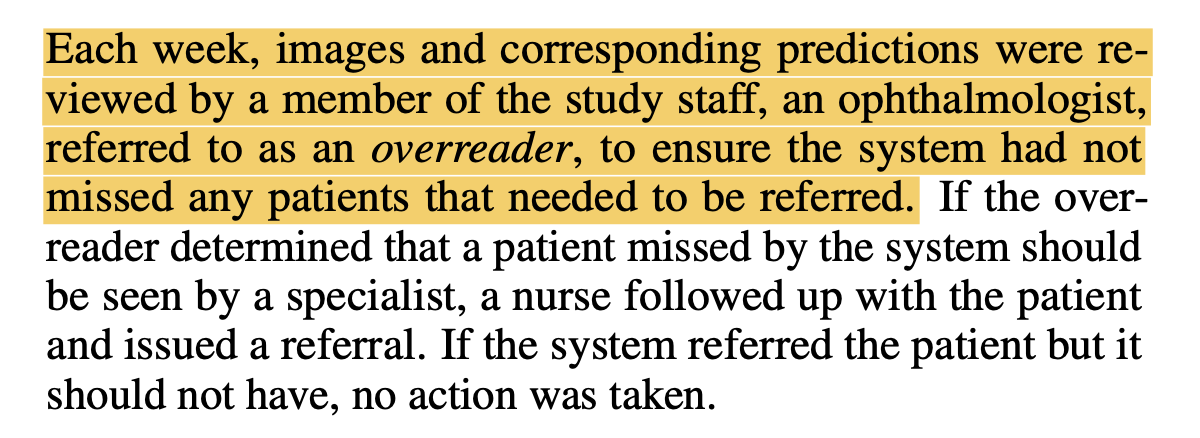 Each week, images and corresponding predictions were re-
viewed by a member of the study staff, an ophthalmologist,
referred to as an overreader, to ensure the system had not
missed any patients that needed to be referred. If the over-
reader determined that a patient missed by the system should
be seen by a specialist, a nurse followed up with the patient
and issued a referral. If the system referred the patient but it
should not have, no action was taken.